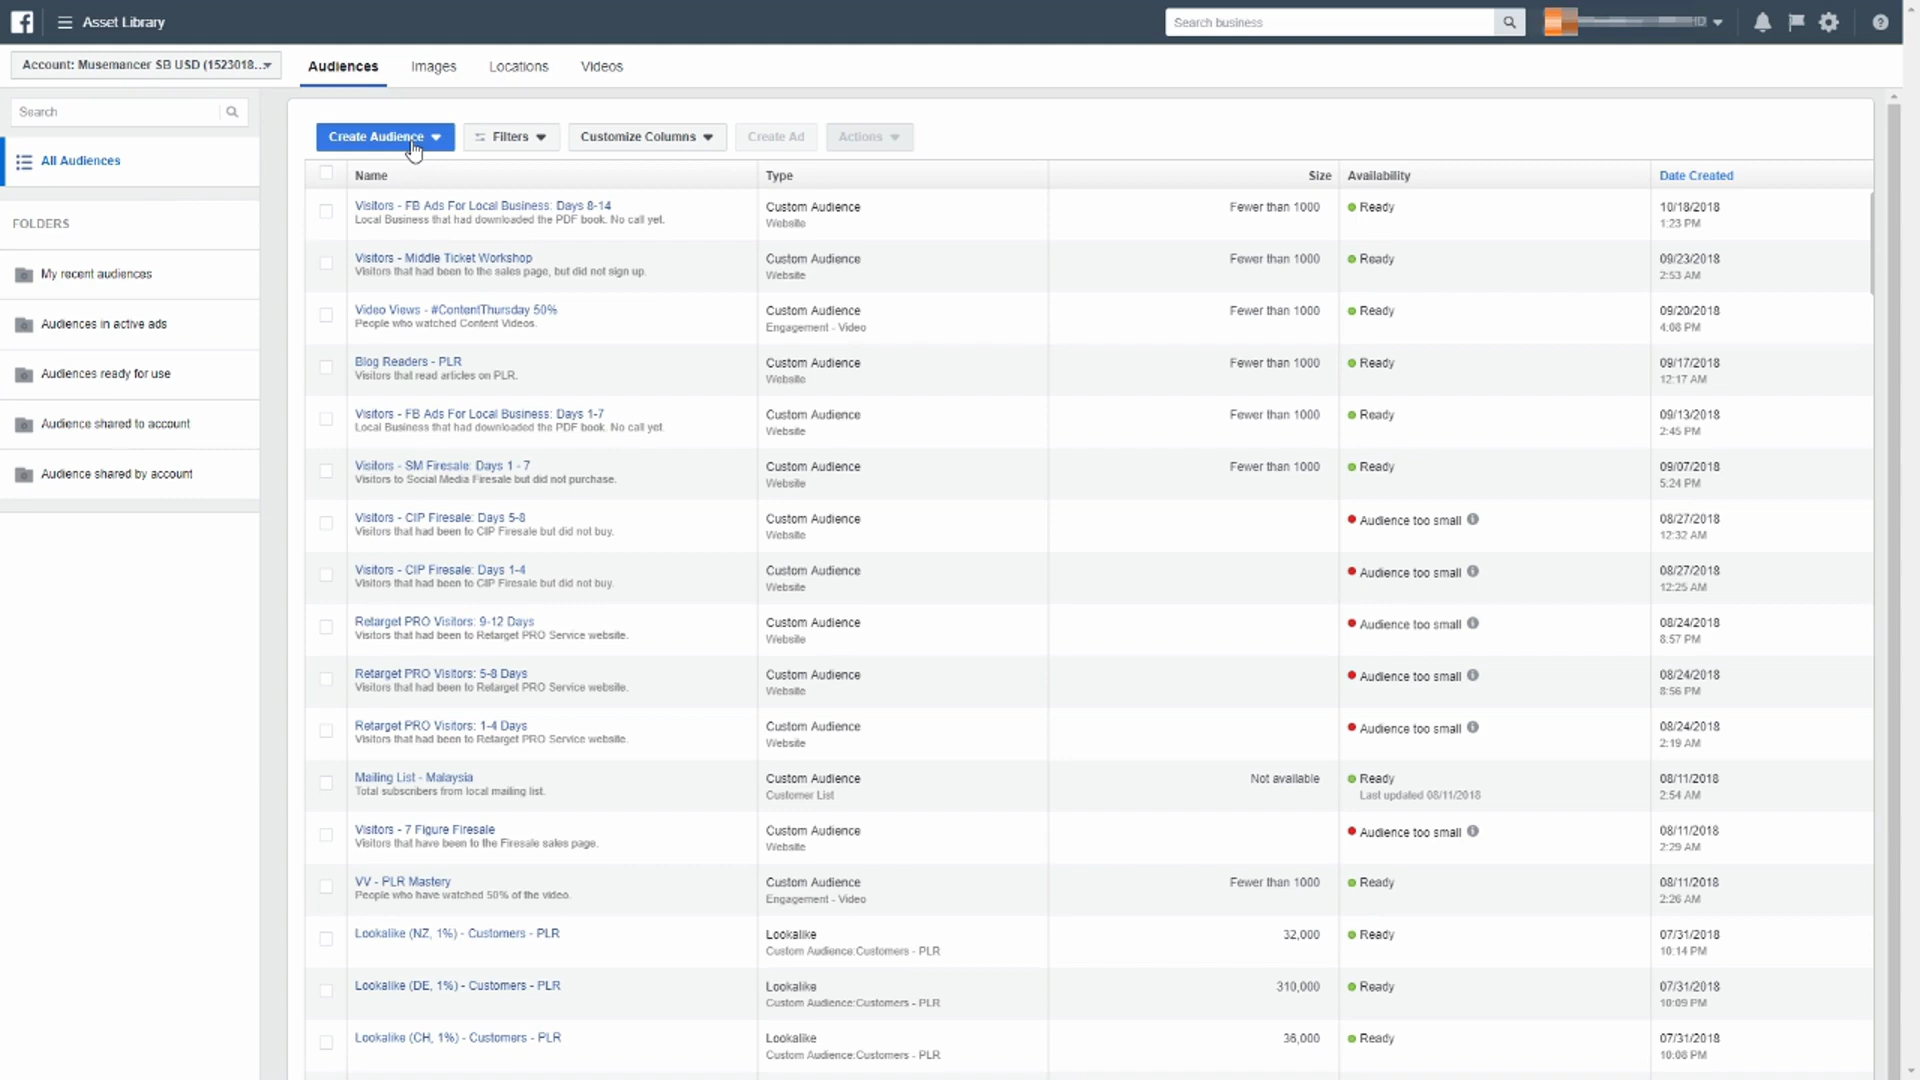 Asset Library
Search business
Account: Musemancer SB USD (1523018...
Audiences
Images
Locations
Videos
Search
All Audiences
FOLDERS
My recent audiences
Audiences in active ads
Audiences ready for use
Audience shared to account
Audience shared by account
Create Audience
Filters
Customize Columns
Create Ad
Actions
Name
Type
Size
Availability
Date Created
Visitors - FB Ads For Local Business: Days 8-14
Local Business that had downloaded the PDF book. No call yet.
Custom Audience
Website
Fewer than 1000
Ready
10/18/2018
1:23 PM
Visitors - Middle Ticket Workshop
Visitors that had been to the sales page, but did not sign up.
Custom Audience
Website
Fewer than 1000
Ready
09/23/2018
2:53 AM
Video Views - #ContentThursday 50%
People who watched Content Videos.
Custom Audience
Engagement - Video
Fewer than 1000
Ready
09/20/2018
4:08 PM
Blog Readers - PLR
Visitors that read articles on PLR.
Custom Audience
Website
Fewer than 1000
Ready
09/17/2018
12:17 AM
Visitors - FB Ads For Local Business: Days 1-7
Local Business that had downloaded the PDF book. No call yet.
Custom Audience
Website
Fewer than 1000
Ready
09/13/2018
2:45 PM
Visitors - SM Firesale: Days 1 - 7
Visitors to Social Media Firesale but did not purchase.
Custom Audience
Website
Fewer than 1000
Ready
09/07/2018
5:24 PM
Visitors - CIP Firesale: Days 5-8
Visitors that had been to CIP Firesale but did not buy.
Custom Audience
Website
Audience too small
08/27/2018
12:32 AM
Visitors - CIP Firesale: Days 1-4
Visitors that had been to CIP Firesale but did not buy.
Custom Audience
Website
Audience too small
08/27/2018
12:25 AM
Retarget PRO Visitors: 9-12 Days
Visitors that had been to Retarget PRO Service website.
Custom Audience
Website
Audience too small
08/24/2018
8:57 PM
Retarget PRO Visitors: 5-8 Days
Visitors that had been to Retarget PRO Service website.
Custom Audience
Website
Audience too small
08/24/2018
8:56 PM
Retarget PRO Visitors: 1-4 Days
Visitors that had been to Retarget PRO Service website.
Custom Audience
Website
Audience too small
08/24/2018
2:19 AM
Mailing List - Malaysia
Total subscribers from local mailing list.
Custom Audience
Customer List
Not available
Ready
Last updated 08/11/2018
08/11/2018
2:54 AM
Visitors - 7 Figure Firesale
Visitors that have been to the Firesale sales page.
Custom Audience
Website
Audience too small
08/11/2018
2:29 AM
VV - PLR Mastery
People who have watched 50% of the video.
Custom Audience
Engagement - Video
Fewer than 1000
Ready
08/11/2018
2:26 AM
Lookalike (NZ, 1%) - Customers - PLR
Lookalike
Custom Audience:Customers - PLR
32,000
Ready
07/31/2018
10:14 PM
Lookalike (DE, 1%) - Customers - PLR
Lookalike
Custom Audience:Customers - PLR
310,000
Ready
07/31/2018
10:09 PM
Lookalike (CH, 1%) - Customers - PLR
Lookalike
Custom Audience:Customers - PLR
36,000
Ready
07/31/2018
10:08 PM